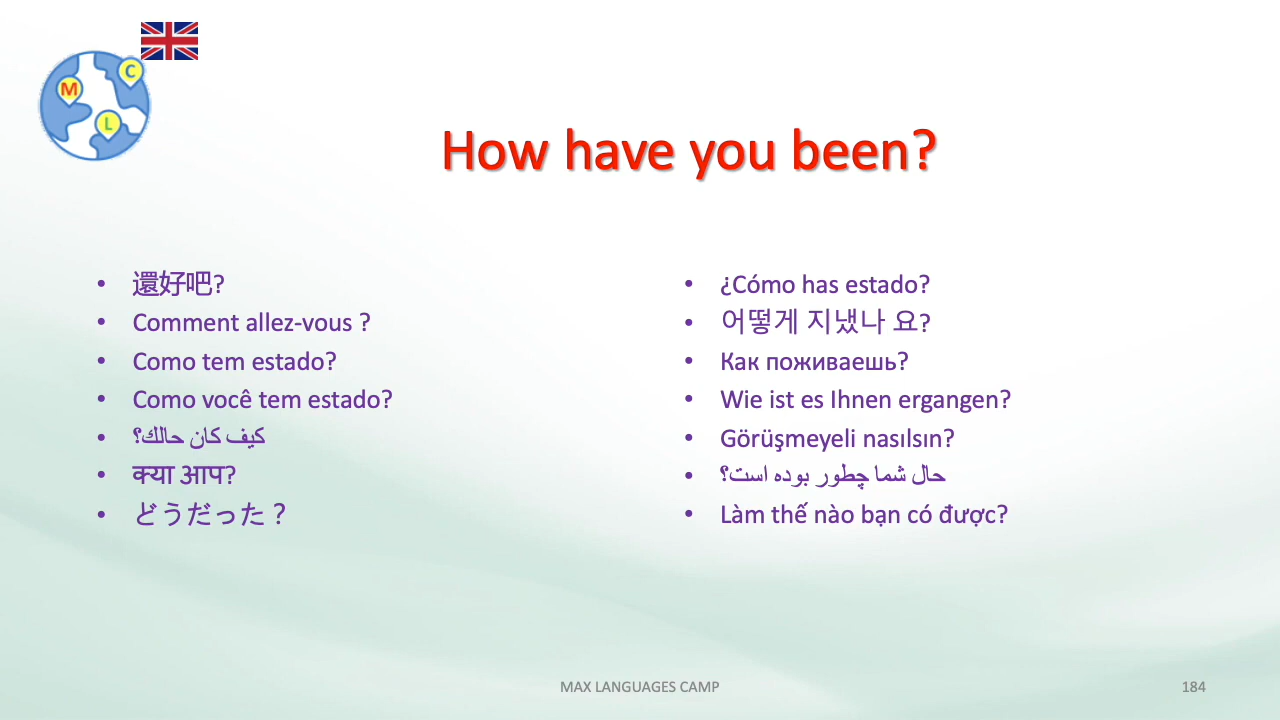 M
C
L
How have you been?
還好吧?
Comment allez-vous ?
Como tem estado?
Como você tem estado?
كيف كان حالك؟
क्या आप?
どうだった？
¿Cómo has estado?
어떻게 지냈나 요?
Как поживаешь?
Wie ist es Ihnen ergangen?
Görüşmeyeli nasılsın?
حال شما چطور بوده است؟
Làm thế nào bạn có được?
MAX LANGUAGES CAMP
184